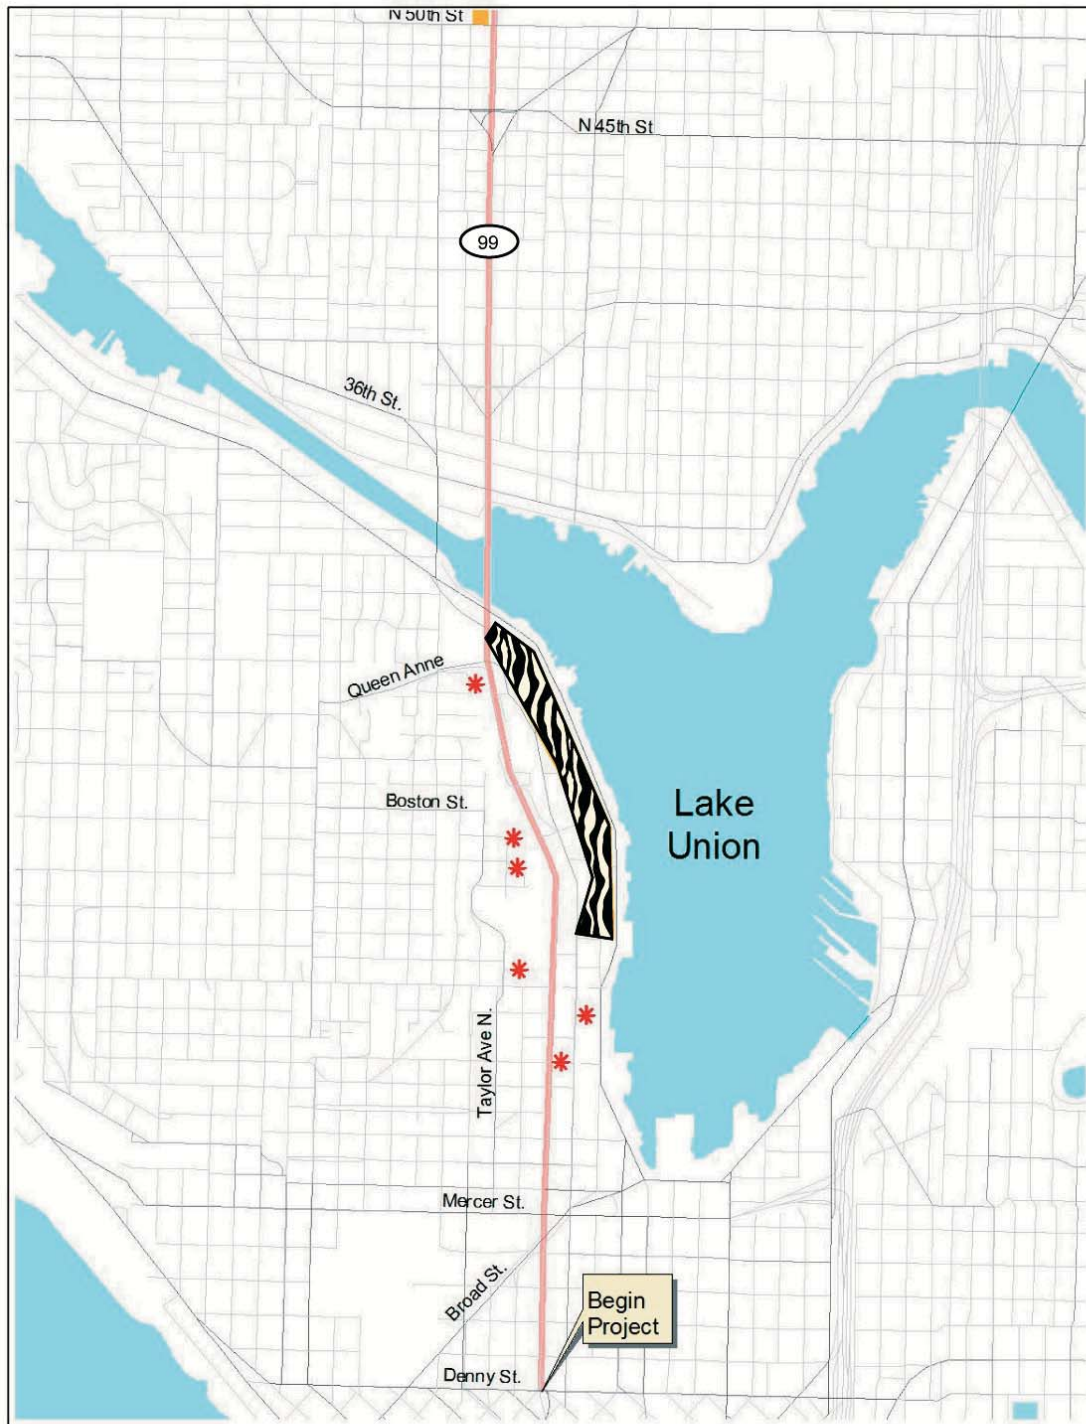 N 50th St
N 45th St
99
36th St.
Queen Anne
Boston St.
Lake
Union
Taylor Ave N.
Mercer St.
Broad St.
Begin
Project
Denny St.